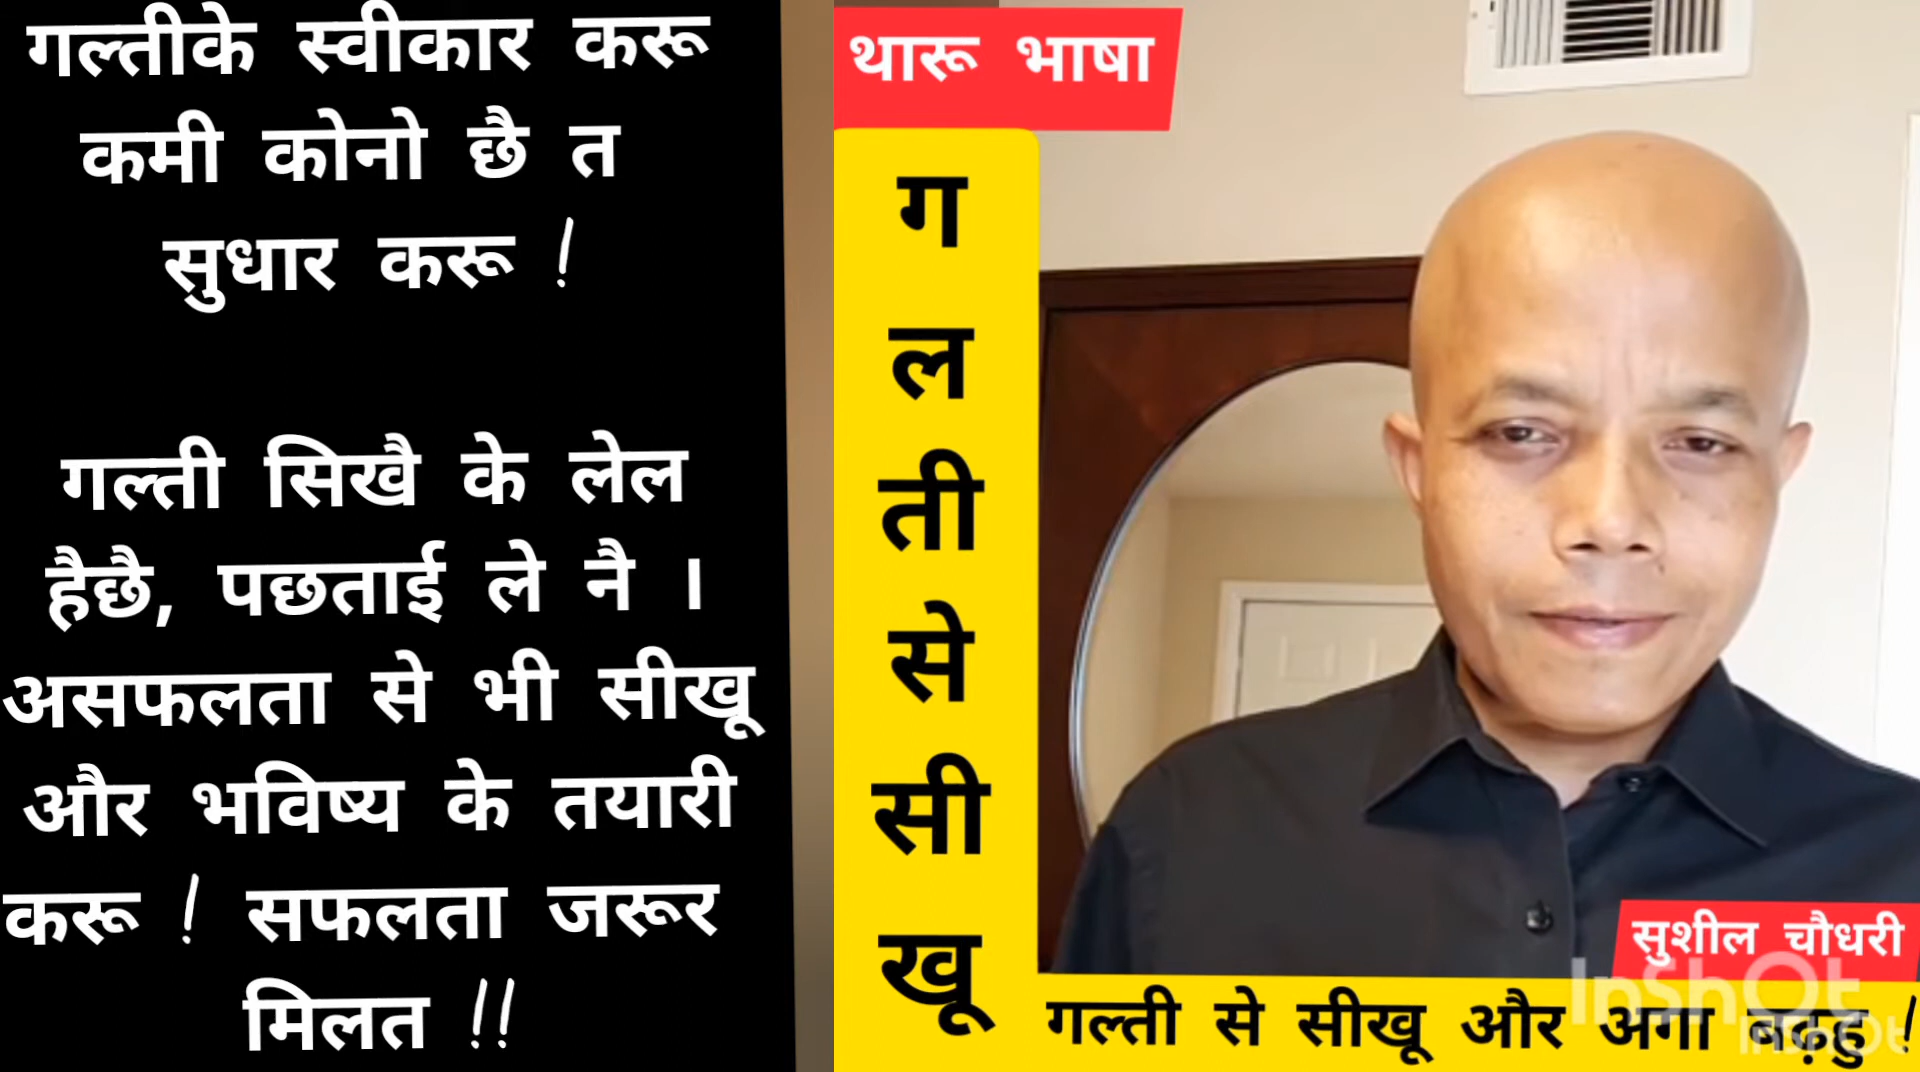 गल्तीके स्वीकार करू
कमी कोनो छै त
सुधार करू !
गल्ती सिखै के लेल
हैछै, पछताई ले नै ।
असफलता से भी सीखू
और भविष्य के तयारी
करू ! सफलता जरूर
मिलत !!
थारू भाषा
ग
ल
ती
से
सी
खू
सुशील चौधरी
गल्ती से सीखू और अगा बढ़हु !
InShOt
InShOt